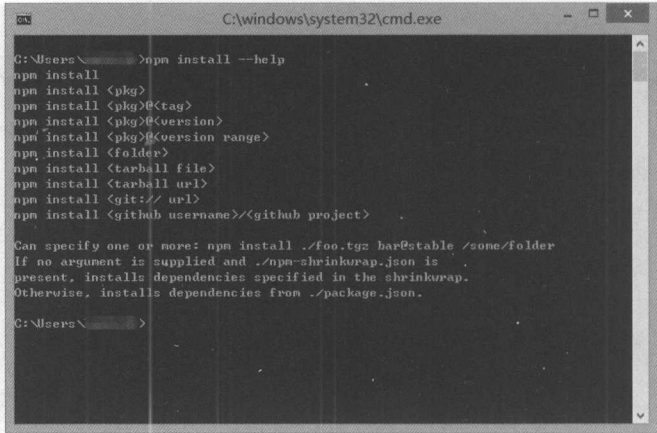 C:\windows\system32\cmd.exe
C:\Users\ >npm install --help
npm install
npm install <pkg>
npm install <pkg>@<tag>
npm install <pkg>@<version>
npm install <pkg>@<version range>
npm install <folder>
npm install <tarball file>
npm install <tarball url>
npm install <git:// url>
npm install <github username>/<github project>
Can specify one or more: npm install ./foo.tgz bar@stable /some/folder
If no argument is supplied and ./npm-shrinkwrap.json is
present, installs dependencies specified in the shrinkwrap.
Otherwise, installs dependencies from ./package.json.
C:\Users\ >